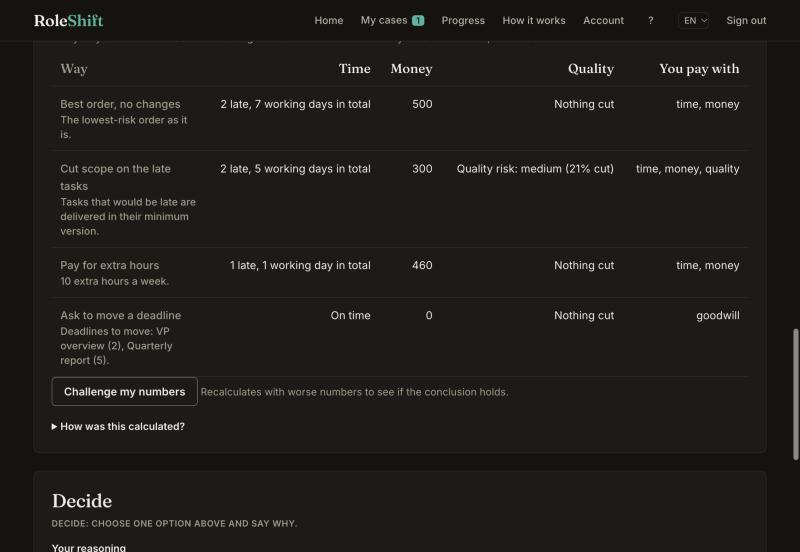 RoleShift Home My cases 1 Progress How it works Account ? EN Sign out
Way Time Money Quality You pay with
Best order, no changes 2 late, 7 working days in total 500 Nothing cut time, money
The lowest-risk order as it
is.
Cut scope on the late 2 late, 5 working days in total 300 Quality risk: medium (21% cut) time, money, quality
tasks
Tasks that would be late are
delivered in their minimum
version.
Pay for extra hours 1 late, 1 working day in total 460 Nothing cut time, money
10 extra hours a week.
Ask to move a deadline On time 0 Nothing cut goodwill
Deadlines to move: VP
overview (2), Quarterly
report (5).
Challenge my numbers Recalculates with worse numbers to see if the conclusion holds.
How was this calculated?
Decide
DECIDE: CHOOSE ONE OPTION ABOVE AND SAY WHY.
Your reasoning